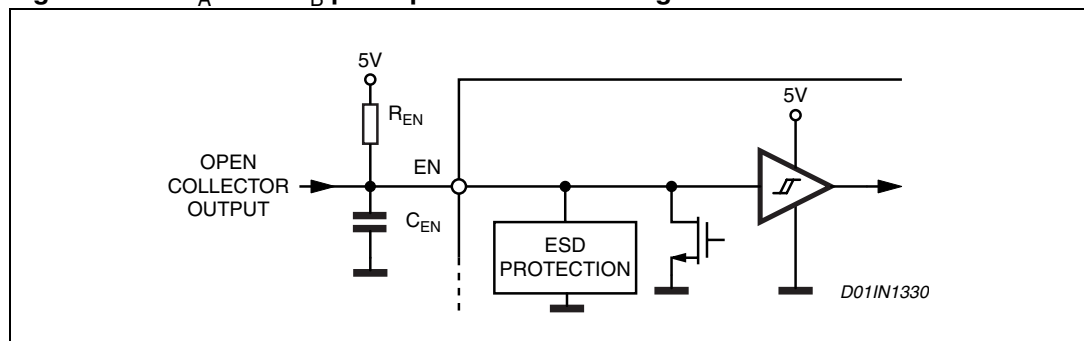 5V
R_EN
5V
EN
OPEN
COLLECTOR
OUTPUT
C_EN
ESD
PROTECTION
D01IN1330